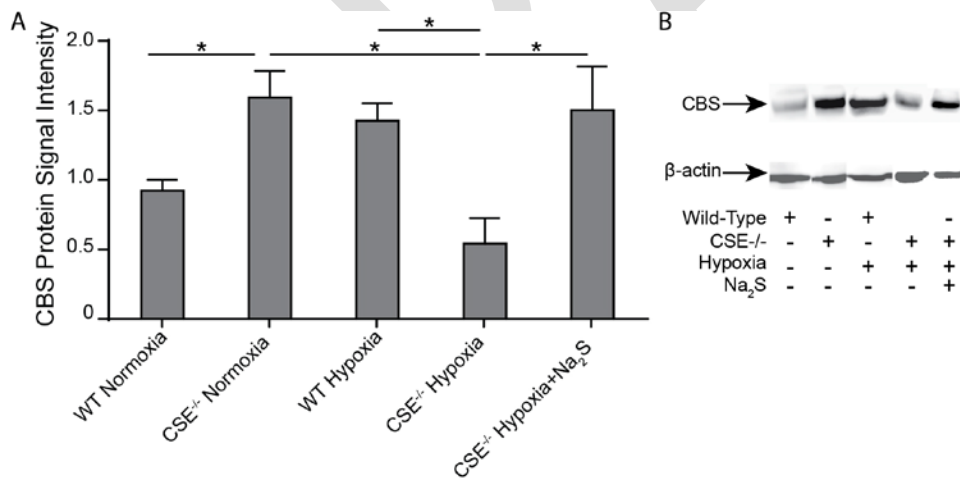 A
CBS Protein Signal Intensity
2.0
1.5
1.0
0.5
0
*
*
*
*
WT Normoxia
CSE-/- Normoxia
WT Hypoxia
CSE-/- Hypoxia
CSE-/- Hypoxia+Na2S
B
CBS
β-actin
Wild-Type + - + -
CSE-/- - + - + +
Hypoxia - - + + +
Na2S - - - - +